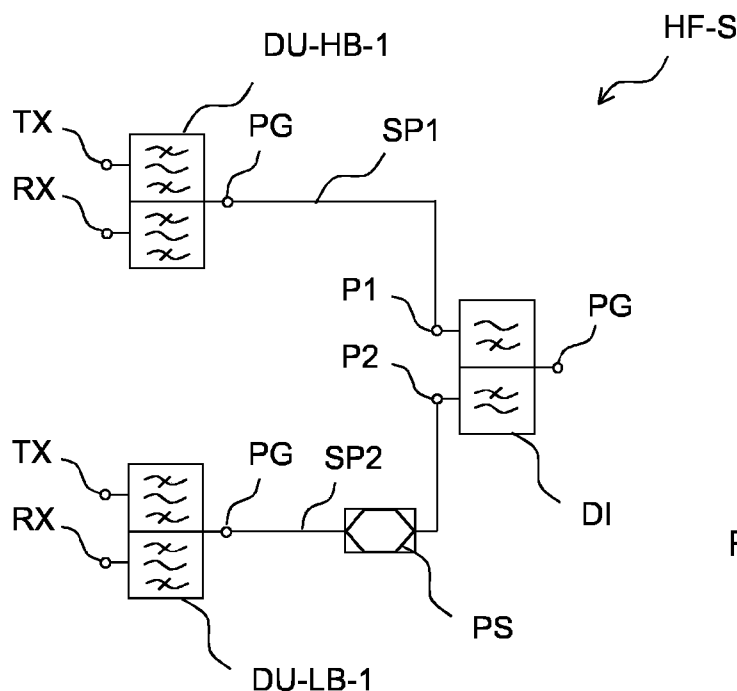 HF-S
DU-HB-1
TX
PG
SP1
RX
P1
PG
P2
TX
PG
SP2
RX
DI
F
PS
DU-LB-1